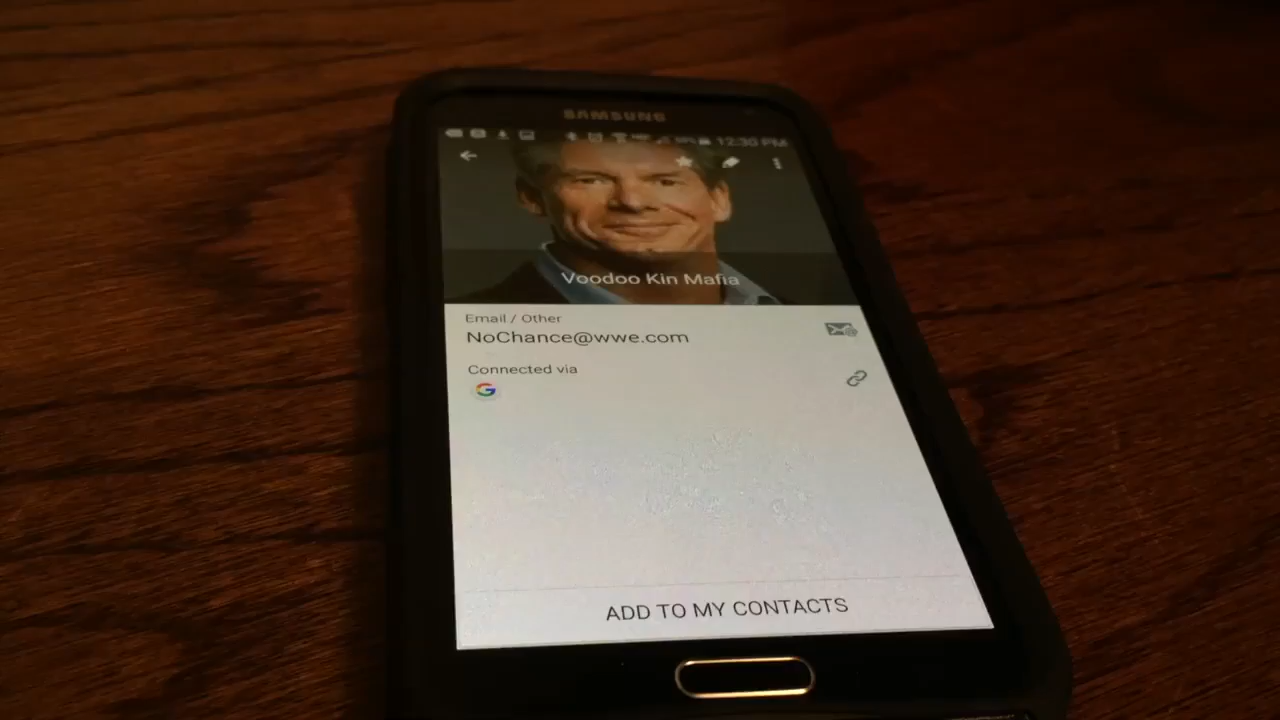 SAMSUNG
12:30 PM
Voodoo Kin Mafia
Email / Other
NoChance@wwe.com
Connected via
G
ADD TO MY CONTACTS